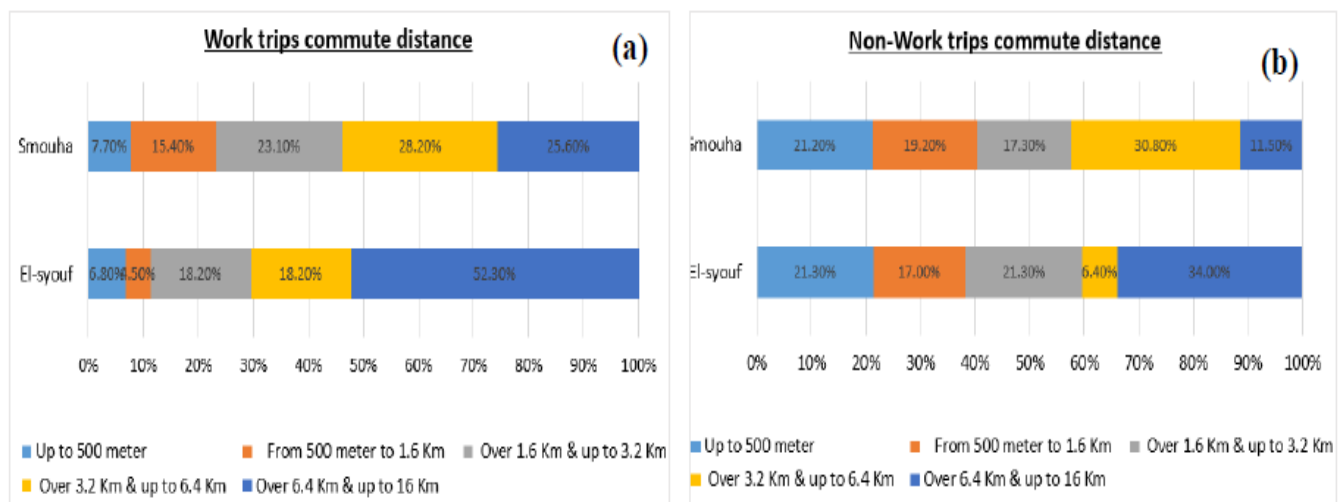 Work trips commute distance
(a)
Smouha
7.70% 15.40% 23.10% 28.20% 25.60%
El-syouf
6.80% .50% 18.20% 18.20% 52.30%
0% 10% 20% 30% 40% 50% 60% 70% 80% 90% 100%
Up to 500 meter From 500 meter to 1.6 Km Over 1.6 Km & up to 3.2 Km
Over 3.2 Km & up to 6.4 Km Over 6.4 Km & up to 16 Km
Non-Work trips commute distance
(b)
Smouha
21.20% 19.20% 17.30% 30.80% 11.50%
El-syouf
21.30% 17.00% 21.30% 6.40% 34.00%
0% 10% 20% 30% 40% 50% 60% 70% 80% 90% 100%
Up to 500 meter From 500 meter to 1.6 Km Over 1.6 Km & up to 3.2 Km
Over 3.2 Km & up to 6.4 Km Over 6.4 Km & up to 16 Km